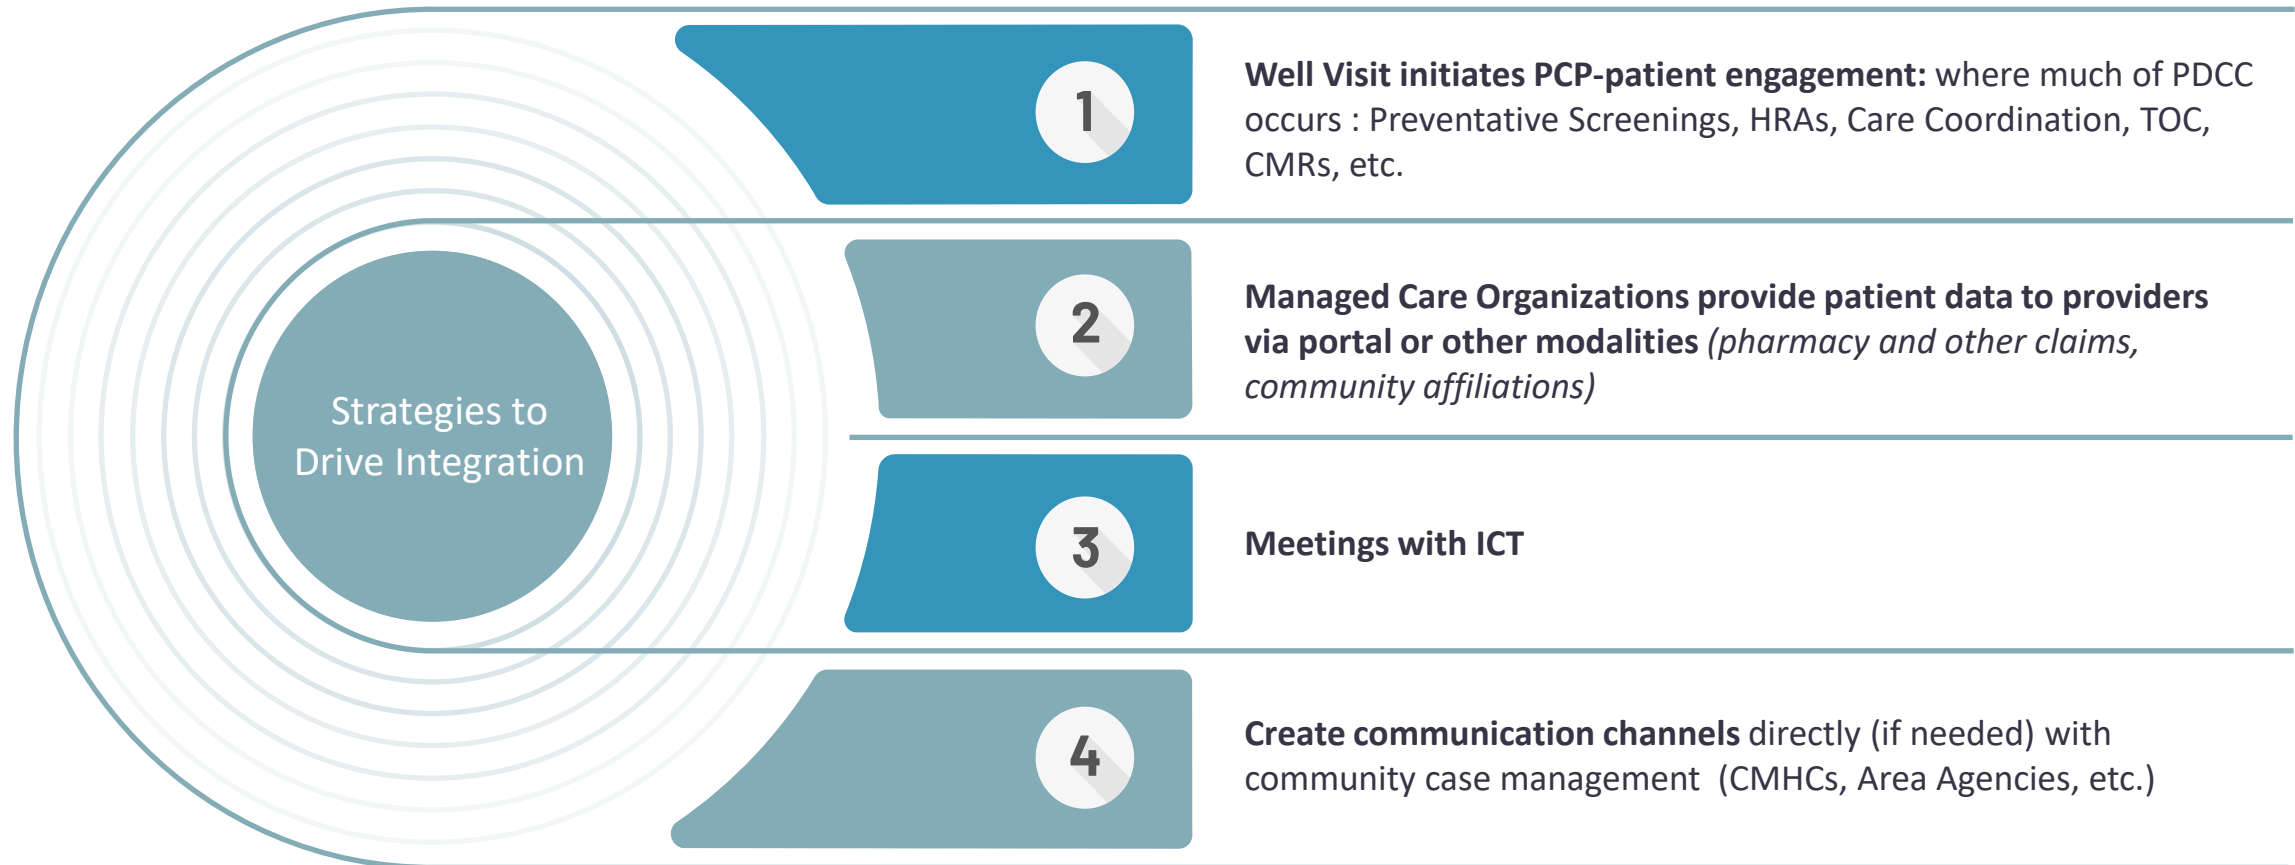 Strategies to
Drive Integration
1
Well Visit initiates PCP-patient engagement: where much of PDCC
occurs : Preventative Screenings, HRAs, Care Coordination, TOC,
CMRs, etc.
2
Managed Care Organizations provide patient data to providers
via portal or other modalities (pharmacy and other claims,
community affiliations)
3
Meetings with ICT
4
Create communication channels directly (if needed) with
community case management  (CMHCs, Area Agencies, etc.)